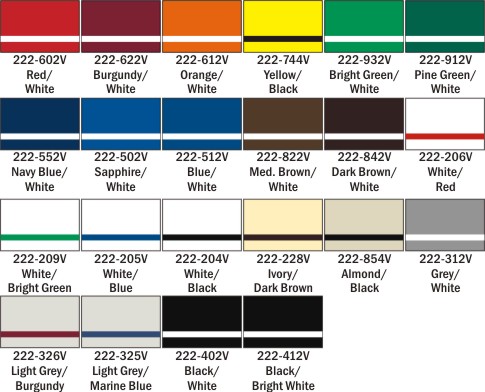 222-602V 222-622V 222-612V 222-744V 222-932V 222-912V
Red/ Burgundy/ Orange/ Yellow/ Bright Green/ Pine Green/
White White White Black White White
222-552V 222-502V 222-512V 222-822V 222-842V 222-206V
Navy Blue/ Sapphire/ Blue/ Med. Brown/ Dark Brown/ White/
White White White White White Red
222-209V 222-205V 222-204V 222-228V 222-854V 222-312V
White/ White/ White/ Ivory/ Almond/ Grey/
Bright Green Blue Black Dark Brown Black White
222-326V 222-325V 222-402V 222-412V
Light Grey/ Light Grey/ Black/ Black/
Burgundy Marine Blue White Bright White